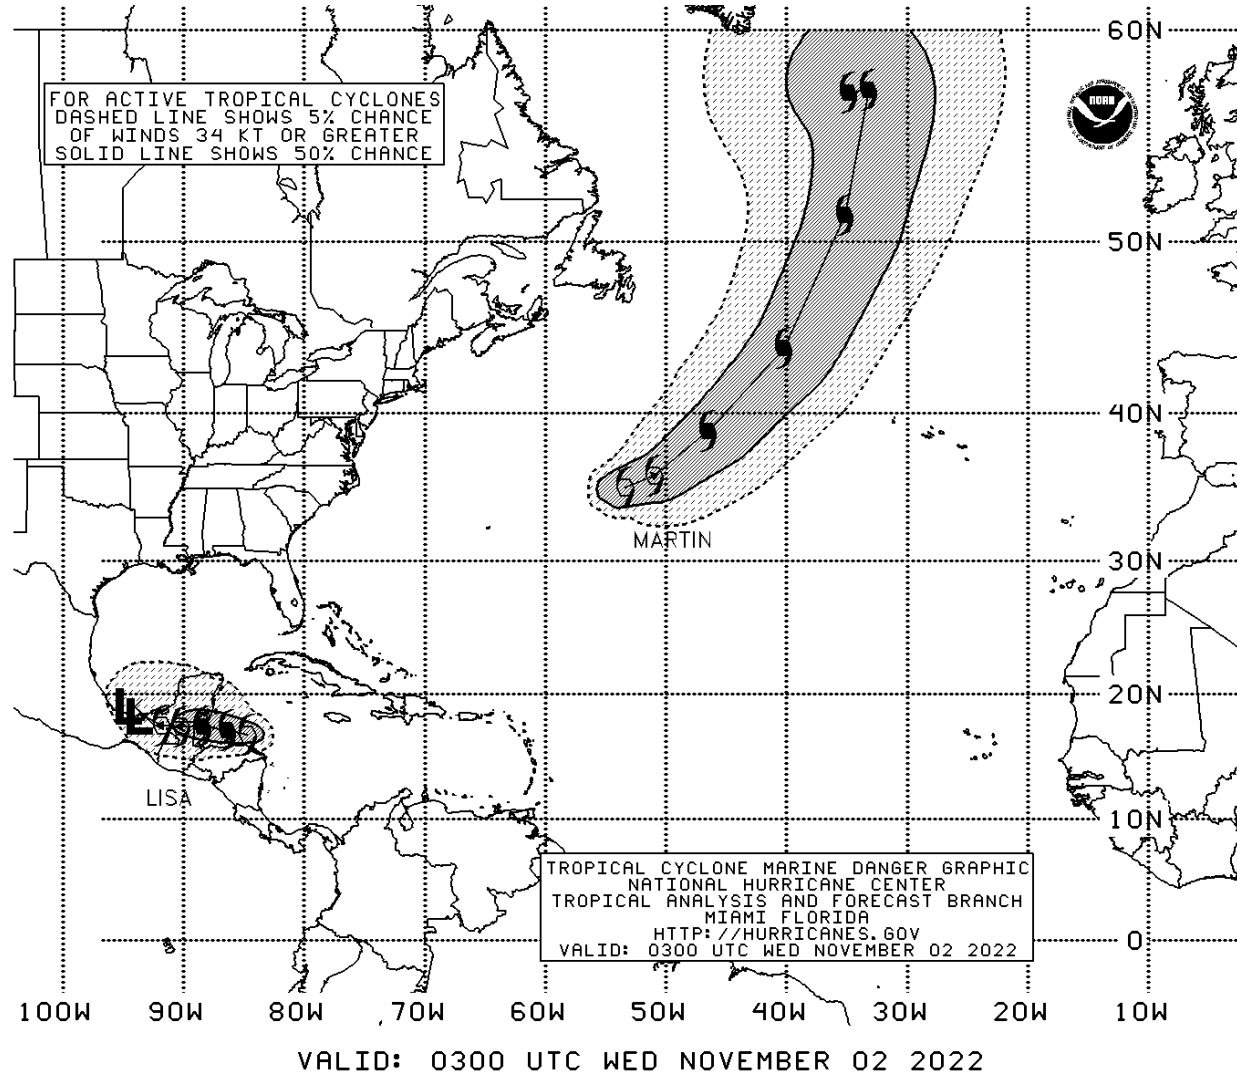 60N
FOR ACTIVE TROPICAL CYCLONES
DASHED LINE SHOWS 5% CHANCE
OF WINDS 34 KT OR GREATER
SOLID LINE SHOWS 50% CHANCE
NOAA
50N
40N
MARTIN
30N
20N
LL
LISA
10N
TROPICAL CYCLONE MARINE DANGER GRAPHIC
NATIONAL HURRICANE CENTER
TROPICAL ANALYSIS AND FORECAST BRANCH
MIAMI FLORIDA
HTTP://HURRICANES.GOV
VALID: 0300 UTC WED NOVEMBER 02 2022
0
100W 90W 80W 70W 60W 50W 40W 30W 20W 10W
VALID: 0300 UTC WED NOVEMBER 02 2022